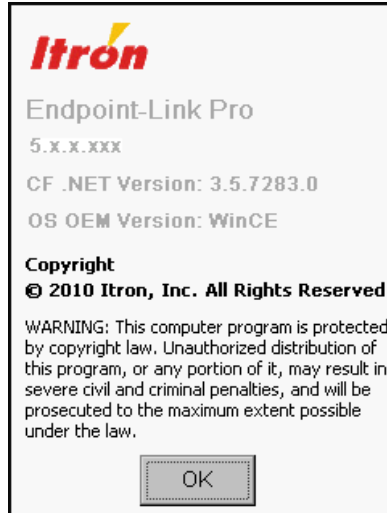 Itron
Endpoint-Link Pro
5.x.x.xxx
CF .NET Version: 3.5.7283.0
OS OEM Version: WinCE
Copyright
© 2010 Itron, Inc. All Rights Reserved
WARNING: This computer program is protected
by copyright law. Unauthorized distribution of
this program, or any portion of it, may result in
severe civil and criminal penalties, and will be
prosecuted to the maximum extent possible
under the law.
OK